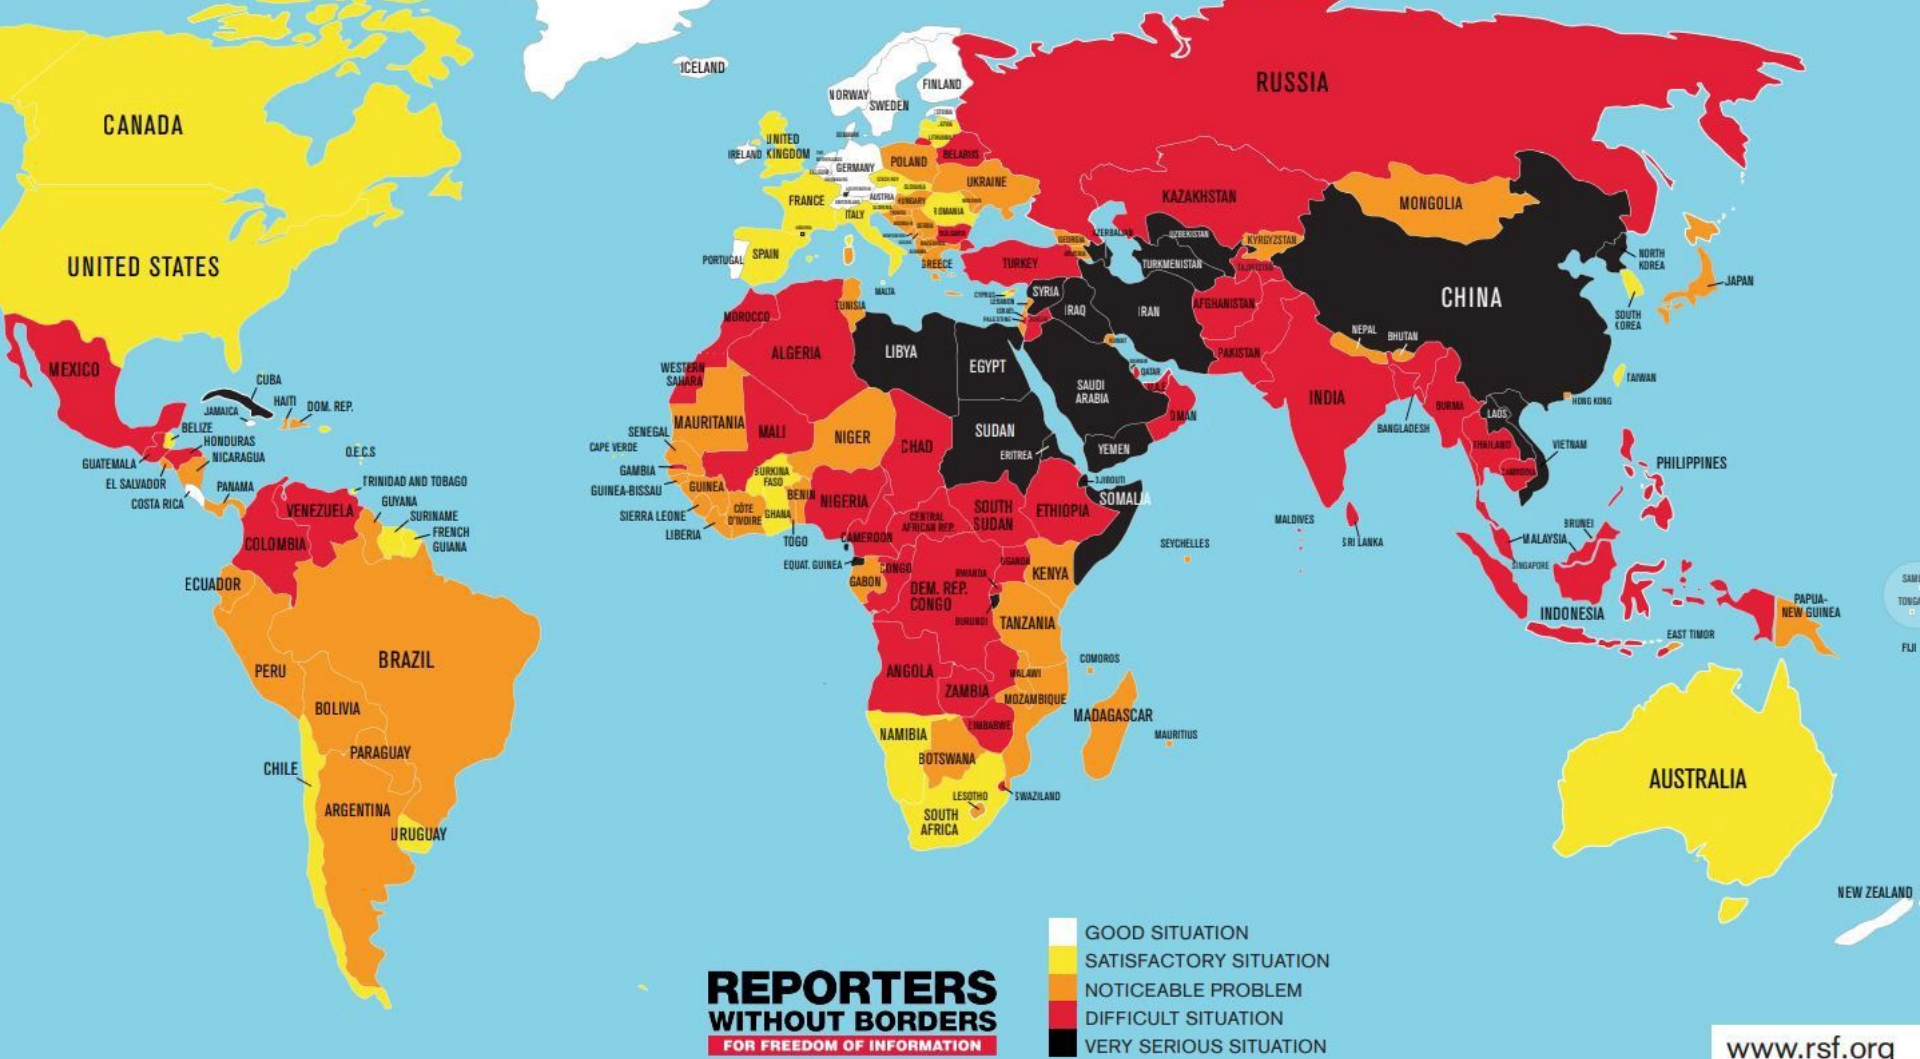 CANADA
UNITED STATES
MEXICO
CUBA
HAITI
DOM. REP.
JAMAICA
BELIZE
HONDURAS
NICARAGUA
GUATEMALA
EL SALVADOR
COSTA RICA
PANAMA
O.E.C.S
TRINIDAD AND TOBAGO
GUYANA
SURINAME
FRENCH
GUIANA
VENEZUELA
COLOMBIA
ECUADOR
PERU
BRAZIL
BOLIVIA
PARAGUAY
CHILE
ARGENTINA
URUGUAY
ICELAND
NORWAY
SWEDEN
FINLAND
DENMARK
UNITED
KINGDOM
IRELAND
GERMANY
POLAND
BELARUS
UKRAINE
LITHUANIA
FRANCE
AUSTRIA
HUNGARY
ROMANIA
ITALY
SPAIN
PORTUGAL
GREECE
MALTA
TURKEY
CYPRUS
LEBANON
ISRAEL
PALESTINE
SYRIA
IRAQ
IRAN
GEORGIA
AZERBAIJAN
RUSSIA
KAZAKHSTAN
UZBEKISTAN
TURKMENISTAN
KYRGYZSTAN
TAJIKISTAN
AFGHANISTAN
PAKISTAN
MONGOLIA
CHINA
NORTH
KOREA
SOUTH
KOREA
JAPAN
TAIWAN
HONG KONG
NEPAL
BHUTAN
INDIA
BANGLADESH
BURMA
LAOS
THAILAND
CAMBODIA
VIETNAM
PHILIPPINES
MALDIVES
SRI LANKA
BRUNEI
MALAYSIA
SINGAPORE
INDONESIA
EAST TIMOR
PAPUA-
NEW GUINEA
FIJI
AUSTRALIA
NEW ZEALAND
KUWAIT
QATAR
U.A.E
OMAN
SAUDI
ARABIA
YEMEN
MOROCCO
WESTERN
SAHARA
ALGERIA
TUNISIA
LIBYA
EGYPT
MAURITANIA
MALI
NIGER
CHAD
SUDAN
ERITREA
DJIBOUTI
SOMALIA
ETHIOPIA
SOUTH
SUDAN
SENEGAL
CAPE VERDE
GAMBIA
GUINEA-BISSAU
GUINEA
SIERRA LEONE
LIBERIA
CÔTE
D'IVOIRE
BURKINA
FASO
GHANA
TOGO
BENIN
NIGERIA
CAMEROON
CENTRAL
AFRICAN REP.
EQUAT. GUINEA
GABON
CONGO
DEM. REP.
CONGO
UGANDA
RWANDA
BURUNDI
KENYA
TANZANIA
SEYCHELLES
COMOROS
ANGOLA
ZAMBIA
MALAWI
MOZAMBIQUE
ZIMBABWE
MADAGASCAR
MAURITIUS
NAMIBIA
BOTSWANA
LESOTHO
SWAZILAND
SOUTH
AFRICA
REPORTERS
WITHOUT BORDERS
FOR FREEDOM OF INFORMATION
GOOD SITUATION
SATISFACTORY SITUATION
NOTICEABLE PROBLEM
DIFFICULT SITUATION
VERY SERIOUS SITUATION
www.rsf.org